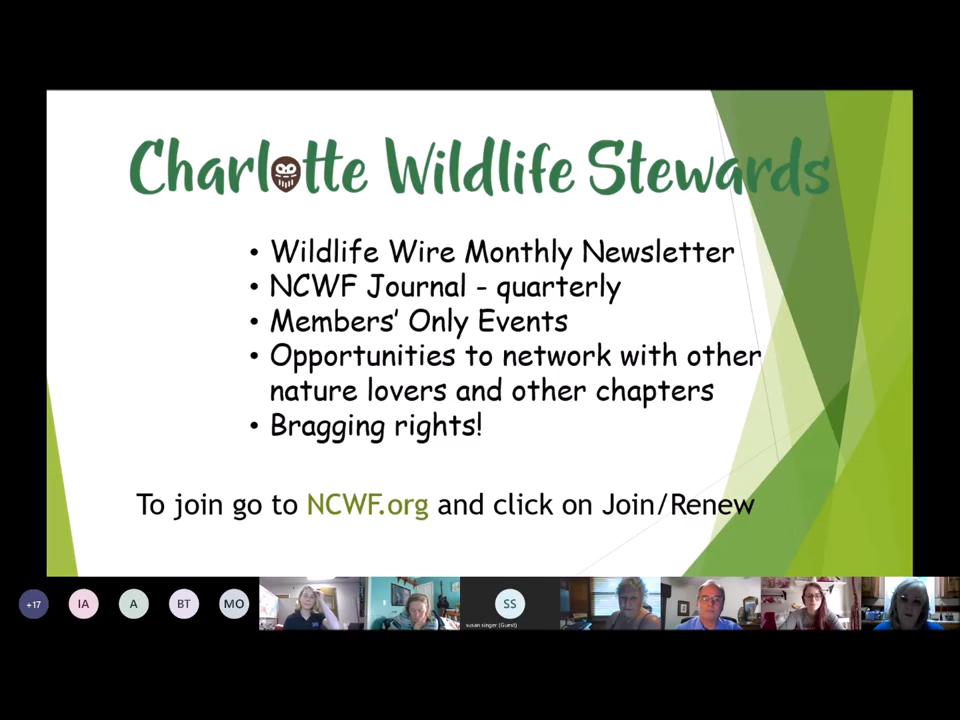 Charlotte Wildlife Stewards
• Wildlife Wire Monthly Newsletter
• NCWF Journal - quarterly
• Members' Only Events
• Opportunities to network with other
nature lovers and other chapters
• Bragging rights!
To join go to NCWF.org and click on Join/Renew
+17 IA A BT MO SS
susan singer (Guest)